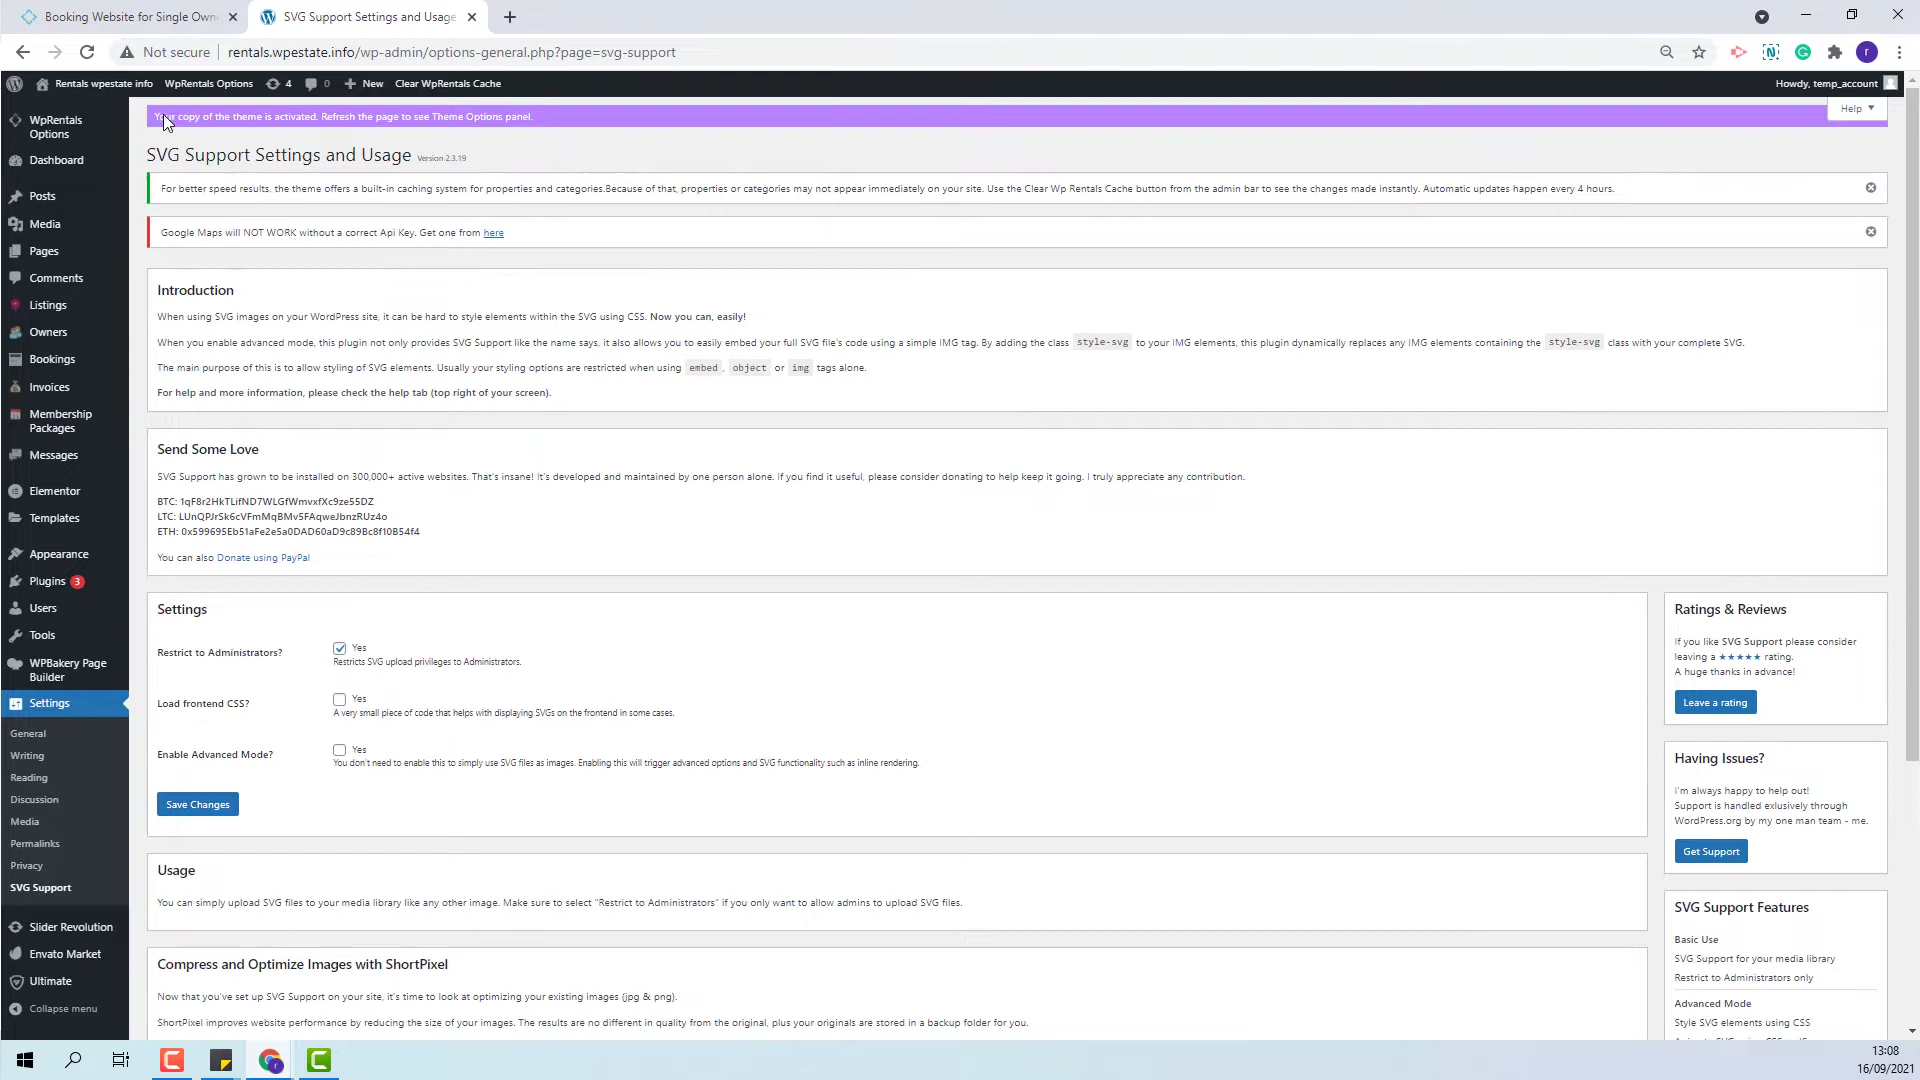 Booking Website for Single Own
SVG Support Settings and Usage
Not secure
rentals.wpestate.info/wp-admin/options-general.php?page=svg-support
Rentals wpestate info
WpRentals Options
4
0
New
Clear WpRentals Cache
Howdy, temp_account
WpRentals Options
Dashboard
Posts
Media
Pages
Comments
Listings
Owners
Bookings
Invoices
Membership Packages
Messages
Elementor
Templates
Appearance
Plugins 3
Users
Tools
WPBakery Page Builder
Settings
General
Writing
Reading
Discussion
Media
Permalinks
Privacy
SVG Support
Slider Revolution
Envato Market
Ultimate
Collapse menu
Your copy of the theme is activated. Refresh the page to see Theme Options panel.
Help
SVG Support Settings and Usage Version 2.3.19
For better speed results, the theme offers a built-in caching system for properties and categories.Because of that, properties or categories may not appear immediately on your site. Use the Clear Wp Rentals Cache button from the admin bar to see the changes made instantly. Automatic updates happen every 4 hours.
Google Maps will NOT WORK without a correct Api Key. Get one from here
Introduction
When using SVG images on your WordPress site, it can be hard to style elements within the SVG using CSS. Now you can, easily!
When you enable advanced mode, this plugin not only provides SVG Support like the name says, it also allows you to easily embed your full SVG file's code using a simple IMG tag. By adding the class style-svg to your IMG elements, this plugin dynamically replaces any IMG elements containing the style-svg class with your complete SVG.
The main purpose of this is to allow styling of SVG elements. Usually your styling options are restricted when using embed , object or img tags alone.
For help and more information, please check the help tab (top right of your screen).
Send Some Love
SVG Support has grown to be installed on 300,000+ active websites. That's insane! It's developed and maintained by one person alone. If you find it useful, please consider donating to help keep it going. I truly appreciate any contribution.
BTC: 1qF8r2HkTLifND7WLGfWmvxfXc9ze55DZ
LTC: LUnQPJrSk6cVFmMqBMv5FAqweJbnzRUz4o
ETH: 0x599695Eb51aFe2e5a0DAD60aD9c89Bc8f10B54f4
You can also Donate using PayPal
Settings
Restrict to Administrators?
Yes
Restricts SVG upload privileges to Administrators.
Load frontend CSS?
Yes
A very small piece of code that helps with displaying SVGs on the frontend in some cases.
Enable Advanced Mode?
Yes
You don't need to enable this to simply use SVG files as images. Enabling this will trigger advanced options and SVG functionality such as inline rendering.
Save Changes
Usage
You can simply upload SVG files to your media library like any other image. Make sure to select "Restrict to Administrators" if you only want to allow admins to upload SVG files.
Compress and Optimize Images with ShortPixel
Now that you've set up SVG Support on your site, it's time to look at optimizing your existing images (jpg & png).
ShortPixel improves website performance by reducing the size of your images. The results are no different in quality from the original, plus your originals are stored in a backup folder for you.
Ratings & Reviews
If you like SVG Support please consider
leaving a ★★★★★ rating.
A huge thanks in advance!
Leave a rating
Having Issues?
I'm always happy to help out!
Support is handled exlusively through
WordPress.org by my one man team - me.
Get Support
SVG Support Features
Basic Use
SVG Support for your media library
Restrict to Administrators only
Advanced Mode
Style SVG elements using CSS
13:08
16/09/2021